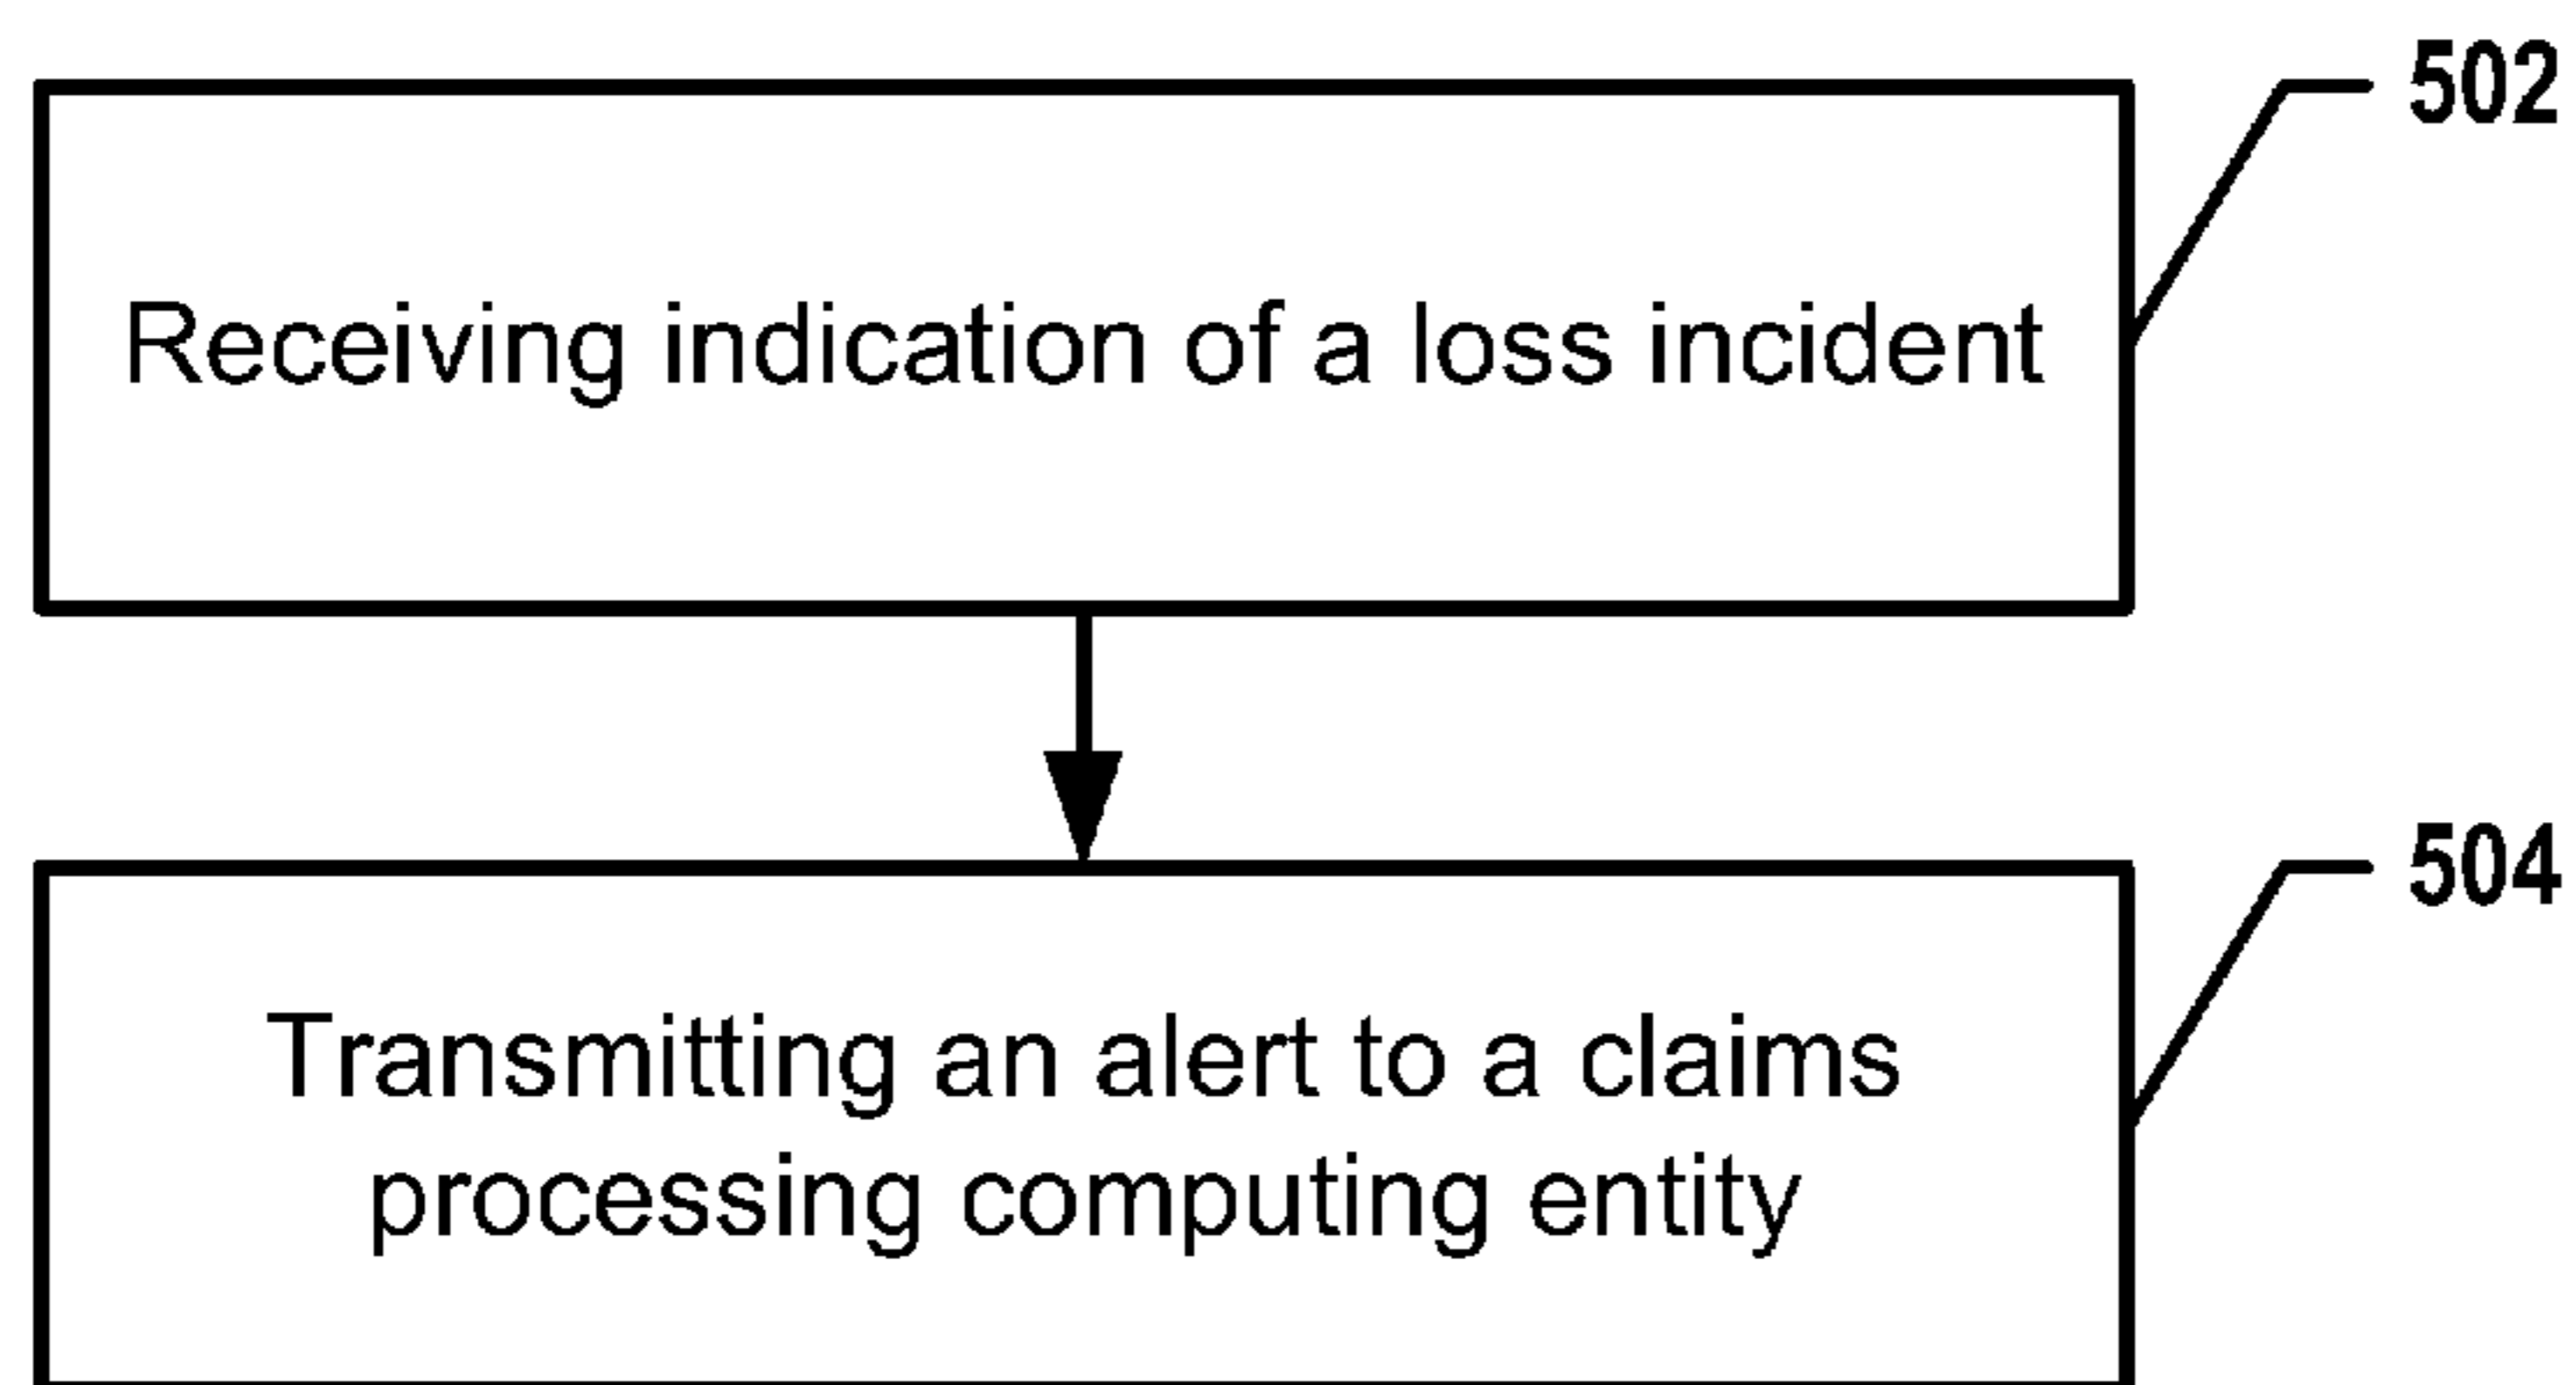 502
Receiving indication of a loss incident
504
Transmitting an alert to a claims
processing computing entity